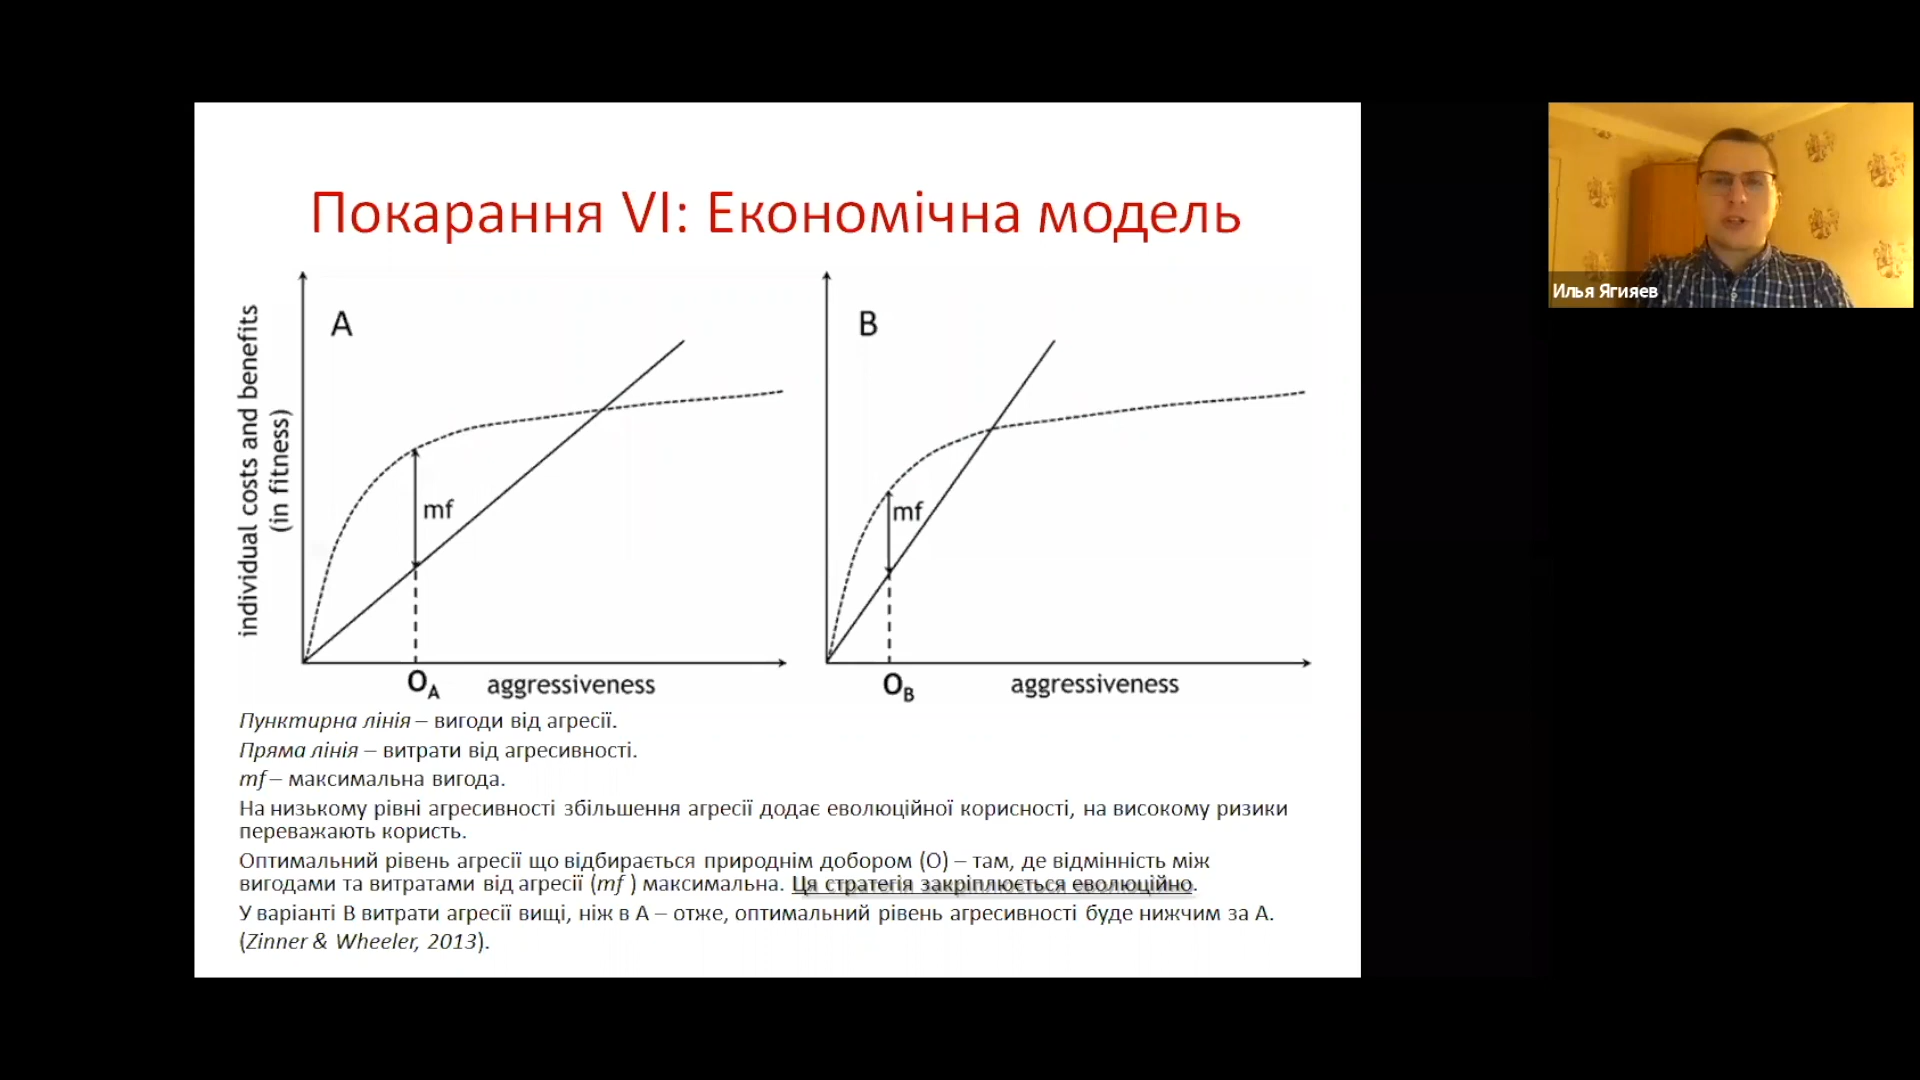 Покарання VI: Економічна модель
individual costs and benefits
(in fitness)
A
mf
O_A
aggressiveness
B
mf
O_B
aggressiveness
Пунктирна лінія – вигоди від агресії.
Пряма лінія – витрати від агресивності.
mf – максимальна вигода.
На низькому рівні агресивності збільшення агресії додає еволюційної корисності, на високому ризики
переважають користь.
Оптимальний рівень агресії що відбирається природнім добором (О) – там, де відмінність між
вигодами та витратами від агресії (mf ) максимальна. Ця стратегія закріплюється еволюційно.
У варіанті В витрати агресії вищі, ніж в А – отже, оптимальний рівень агресивності буде нижчим за А.
(Zinner & Wheeler, 2013).
Илья Ягияев